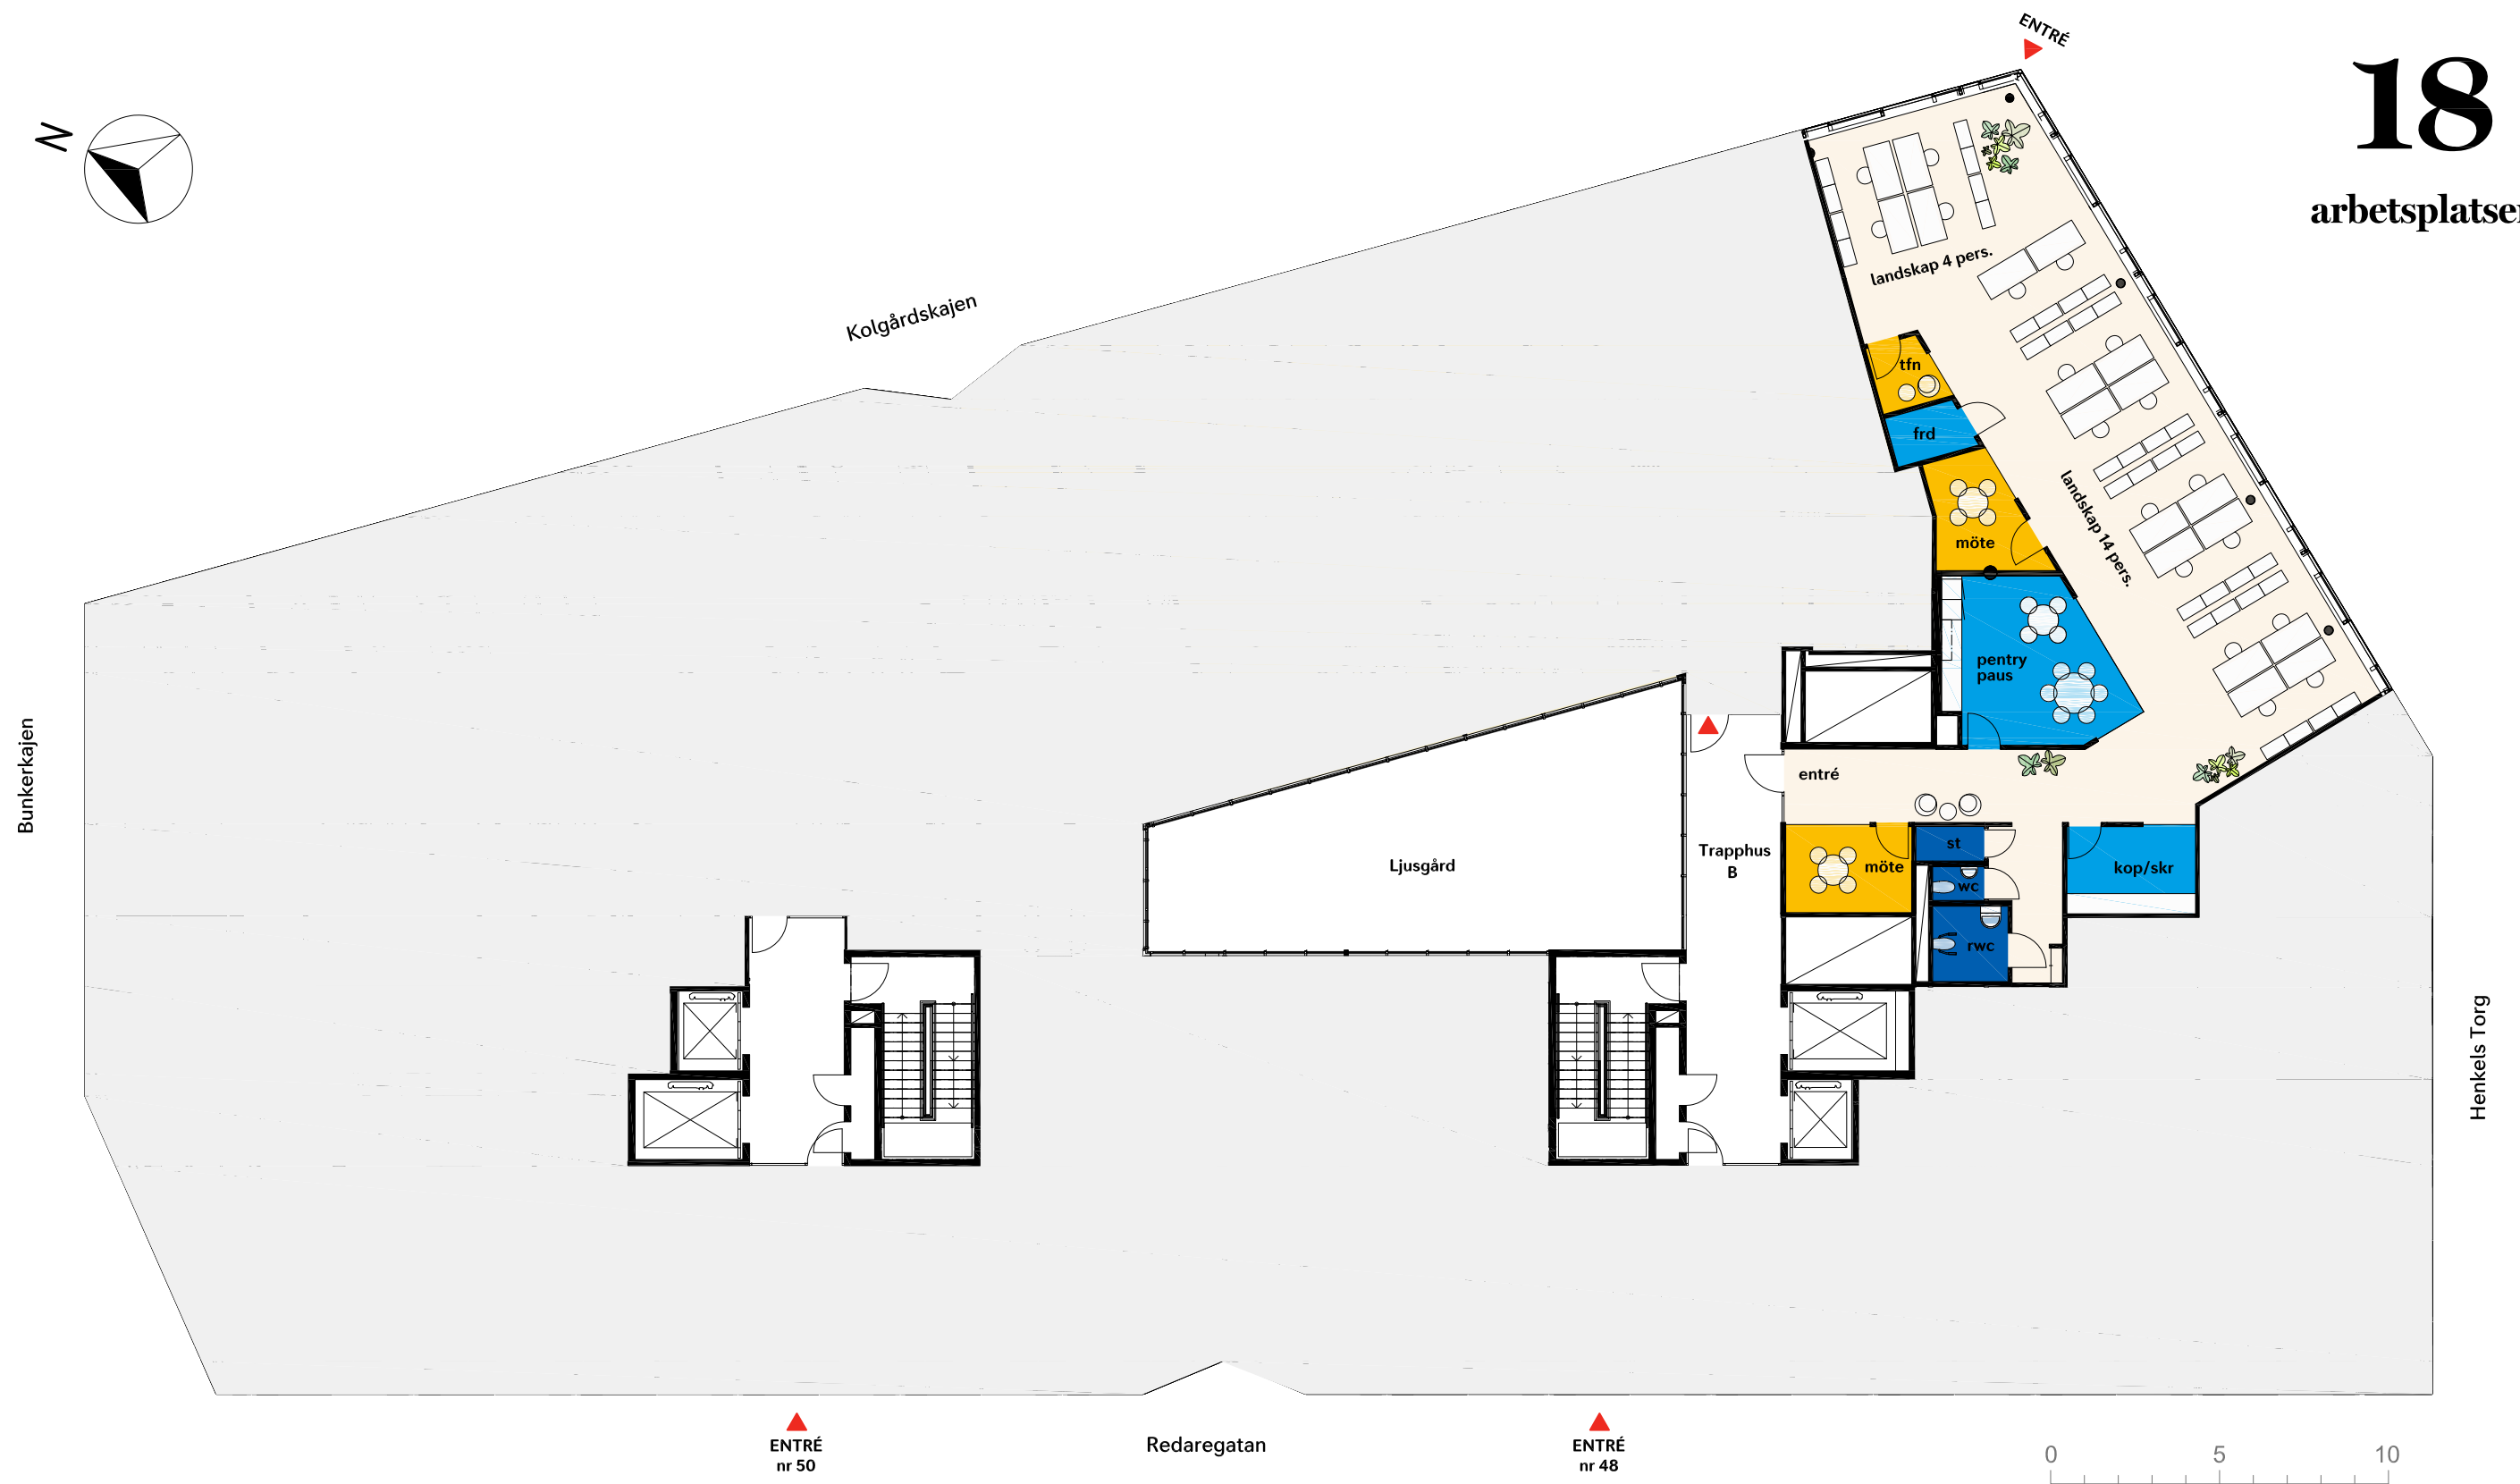 ENTRÉ
18
arbetsplatser
N
Kolgårdskajen
landskap 4 pers.
tfn
frd
möte
landskap 14 pers.
pentry
paus
Bunkerkajen
entré
Ljusgård
Trapphus
B
möte
st
wc
kop/skr
rwc
Henkels Torg
ENTRÉ
nr 50
Redaregatan
ENTRÉ
nr 48
0 5 10